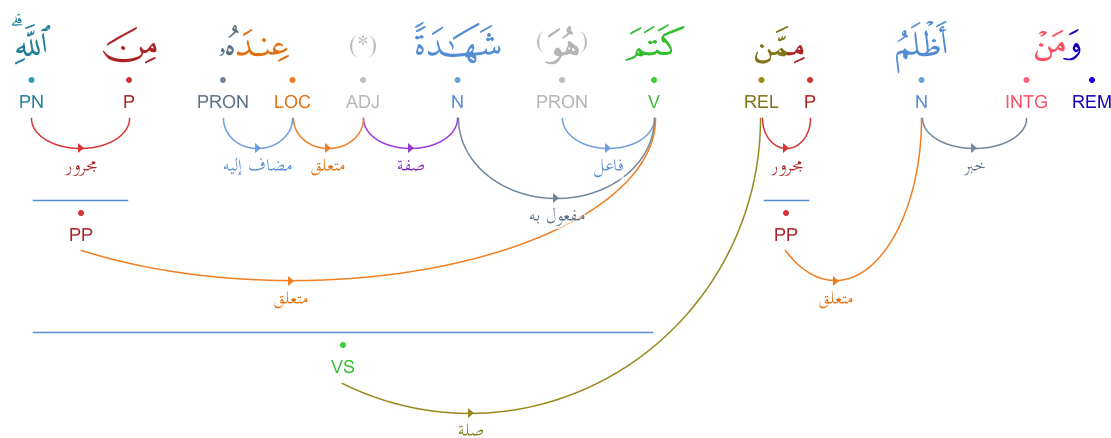 وَمَنْ أَظْلَمُ مِمَّن كَتَمَ (هُوَ) شَهَـٰدَةً (*) عِندَهُۥ مِنَ ٱللَّهِ ۗ
REM INTG N P REL V PRON N ADJ LOC PRON P PN
خبر مجرور فاعل صفة متعلق مضاف إليه مجرور
مفعول به
PP PP
متعلق متعلق
VS
صلة